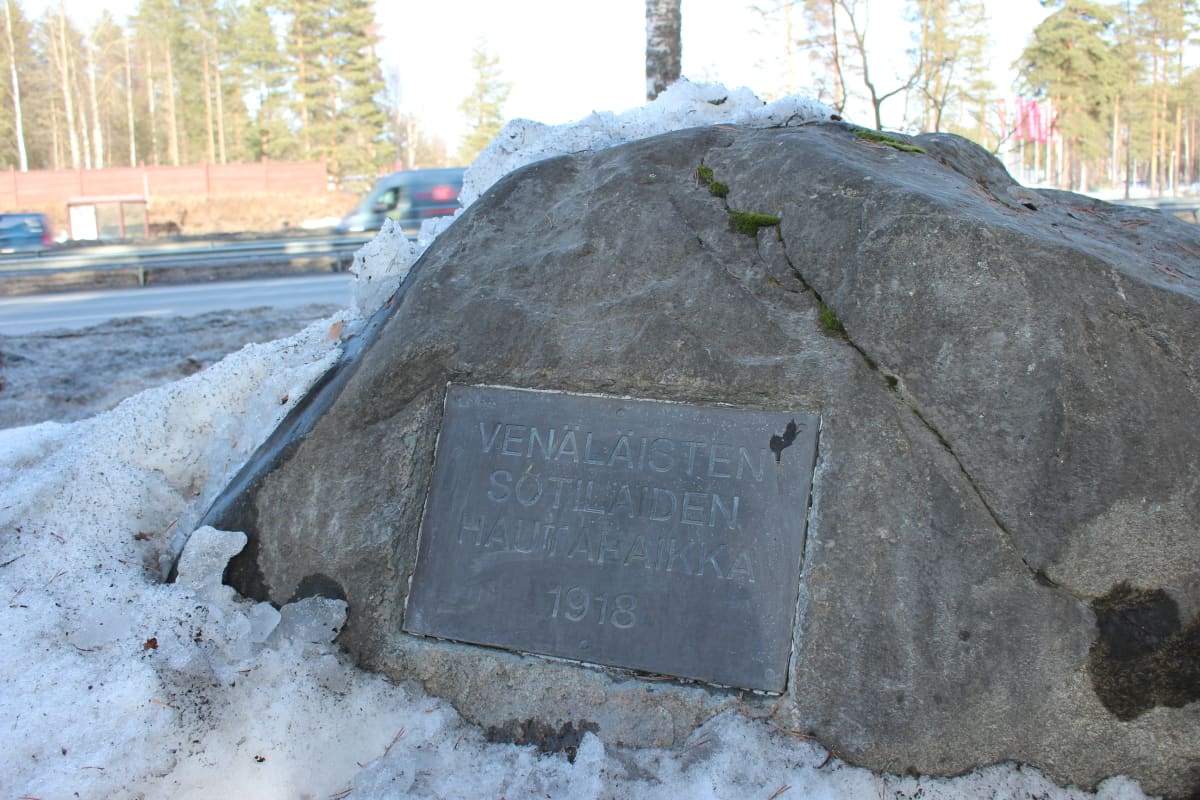 VENÄLÄISTEN
SOTILAIDEN
HAUTAPAIKKA
1918